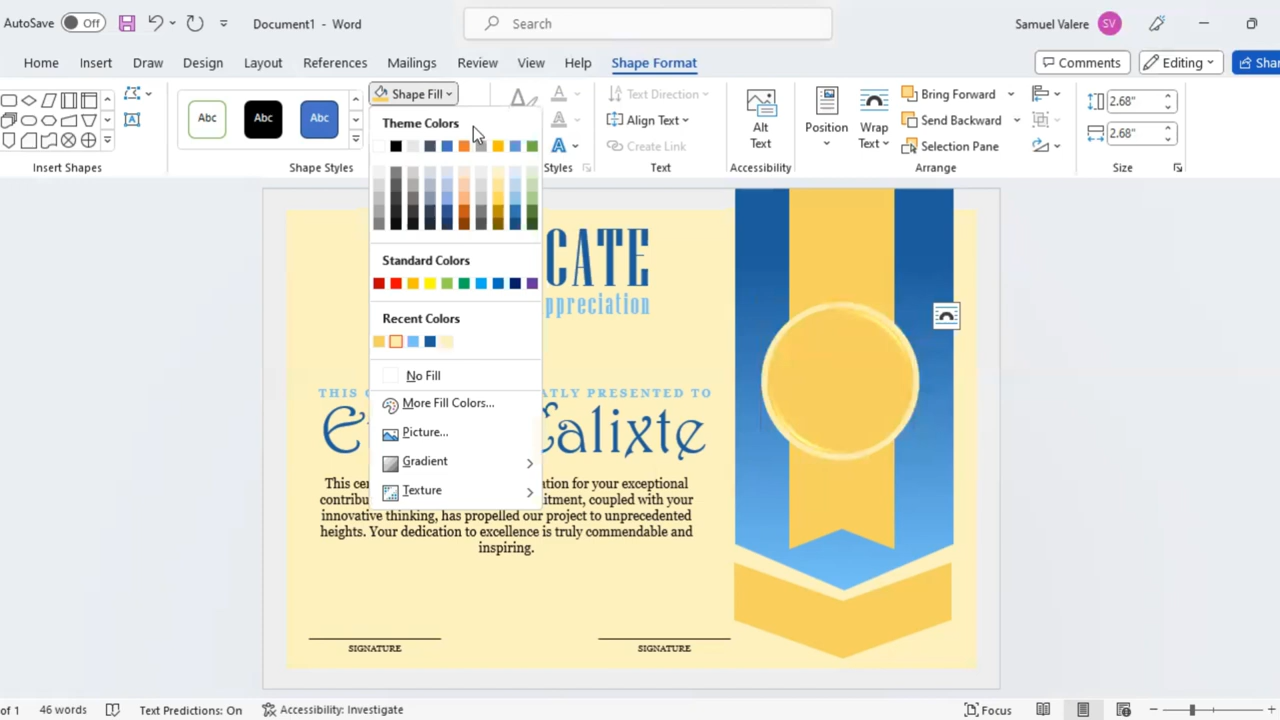 AutoSave Off Document1 - Word Search Samuel Valere SV
Home Insert Draw Design Layout References Mailings Review View Help Shape Format Comments Editing
Abc Abc Abc Shape Fill Text Direction Bring Forward 2.68"
Align Text Alt Text Position Wrap Text Send Backward
Create Link Selection Pane 2.68"
Insert Shapes Shape Styles Styles Text Accessibility Arrange Size
Theme Colors
Standard Colors
Recent Colors
No Fill
More Fill Colors...
Picture...
Gradient
Texture
CATE
ppreciation
THIS ATLY PRESENTED TO
alixte
This cer ation for your exceptional
contribu itment, coupled with your
innovative thinking, has propelled our project to unprecedented
heights. Your dedication to excellence is truly commendable and
inspiring.
SIGNATURE SIGNATURE
of 1 46 words Text Predictions: On Accessibility: Investigate Focus